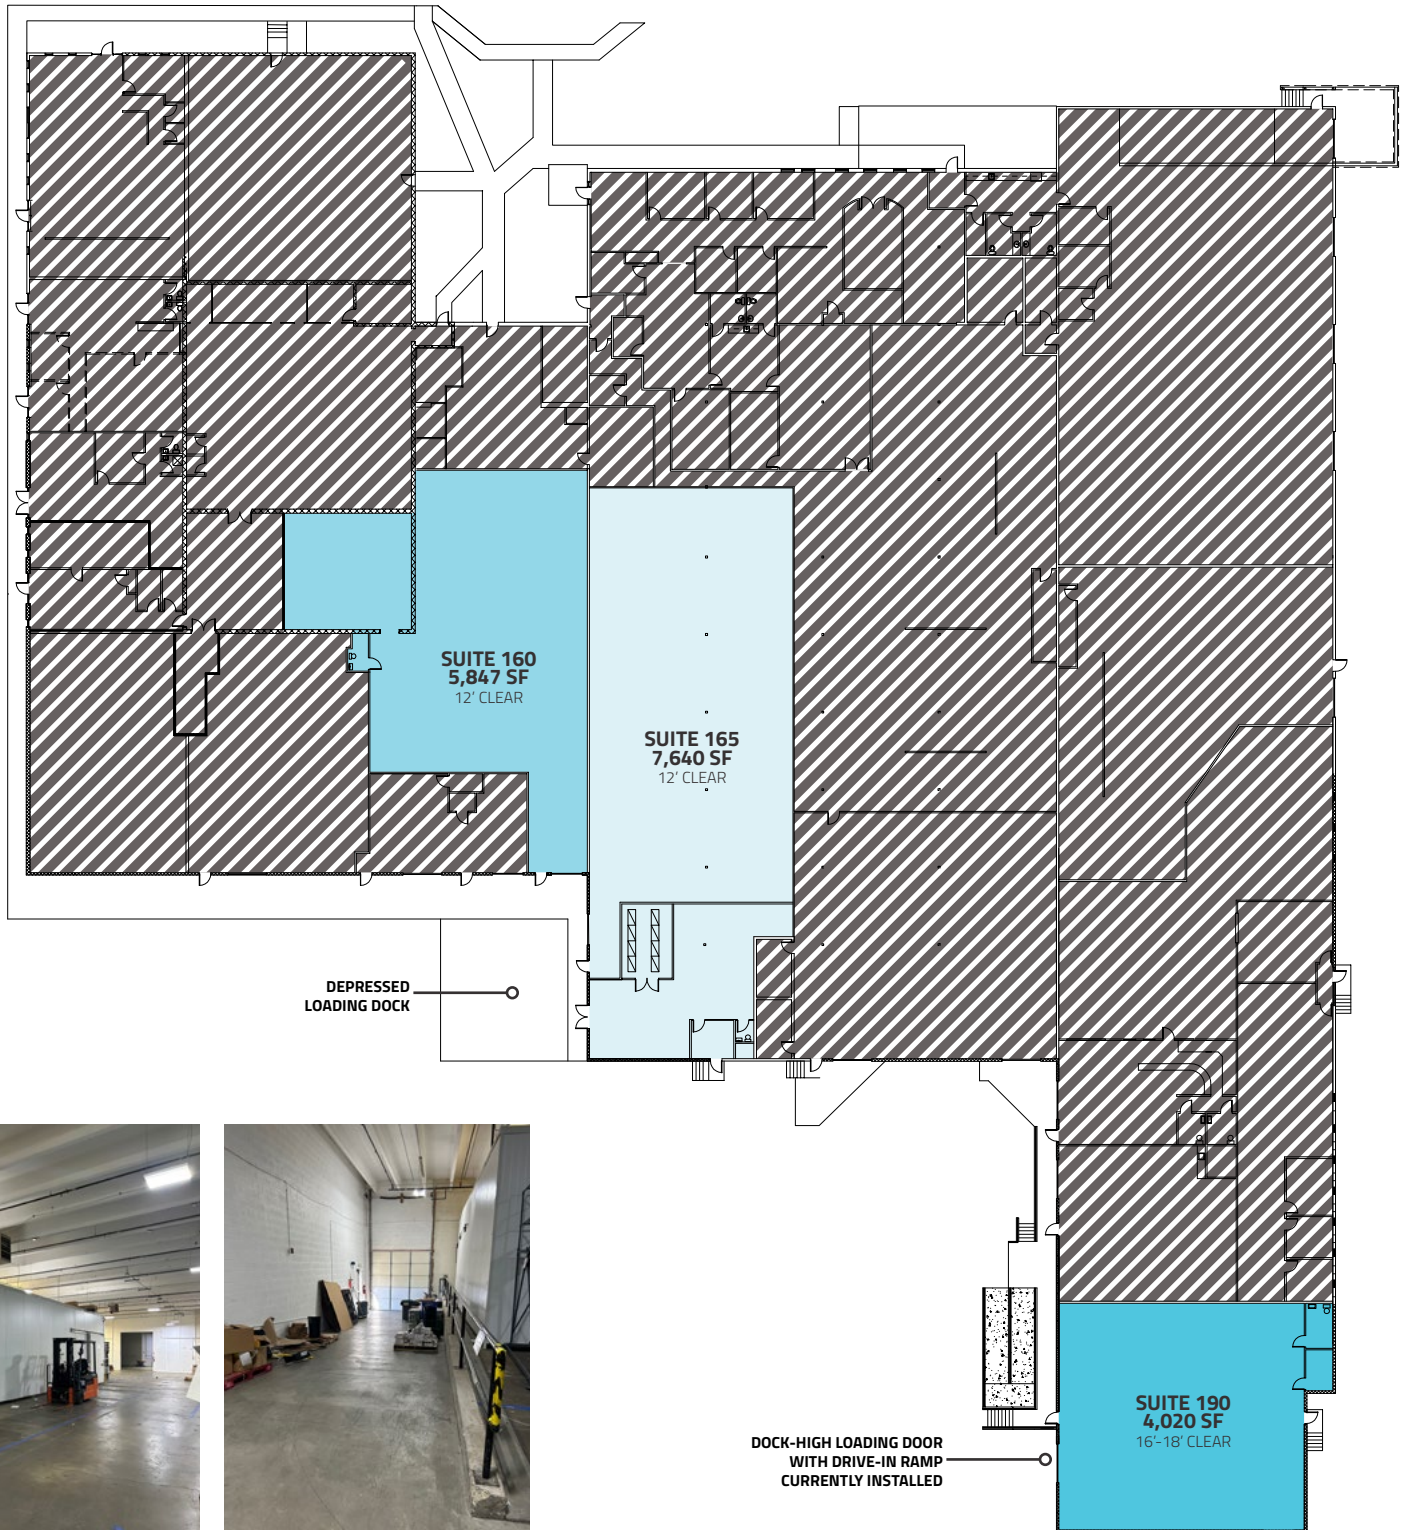 SUITE 160
5,847 SF
12' CLEAR
SUITE 165
7,640 SF
12' CLEAR
DEPRESSED
LOADING DOCK
SUITE 190
4,020 SF
16'-18' CLEAR
DOCK-HIGH LOADING DOOR
WITH DRIVE-IN RAMP
CURRENTLY INSTALLED